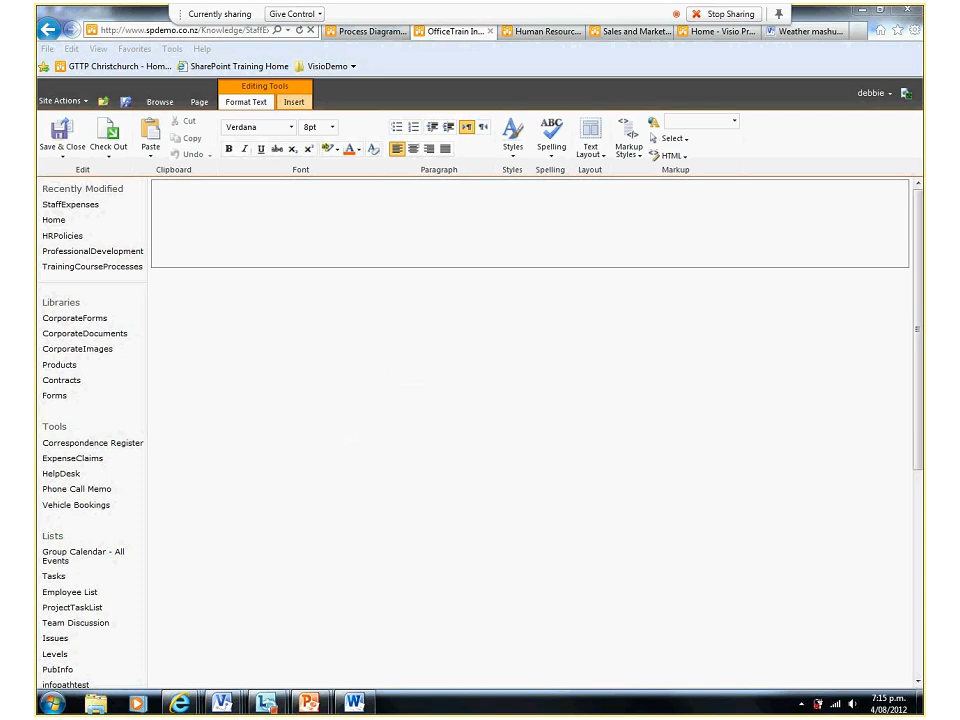 Currently sharing
Give Control
Stop Sharing
http://www.spdemo.co.nz/Knowledge/StaffE
Process Diagram...
OfficeTrain In...
Human Resourc...
Sales and Market...
Home - Visio Pr...
Weather mashu...
File Edit View Favorites Tools Help
GTTP Christchurch - Hom...
SharePoint Training Home
VisioDemo
Editing Tools
Site Actions
Browse
Page
Format Text
Insert
debbie
Save & Close
Check Out
Paste
Cut
Copy
Undo
Verdana
8pt
B I U abc x₂ x²
A
Styles
Spelling
Text Layout
Markup Styles
Select
HTML
Edit
Clipboard
Font
Paragraph
Styles
Spelling
Layout
Markup
Recently Modified
StaffExpenses
Home
HRPolicies
ProfessionalDevelopment
TrainingCourseProcesses
Libraries
CorporateForms
CorporateDocuments
CorporateImages
Products
Contracts
Forms
Tools
Correspondence Register
ExpenseClaims
HelpDesk
Phone Call Memo
Vehicle Bookings
Lists
Group Calendar - All
Events
Tasks
Employee List
ProjectTaskList
Team Discussion
Issues
Levels
PubInfo
infopathtest
7:15 p.m.
4/08/2012